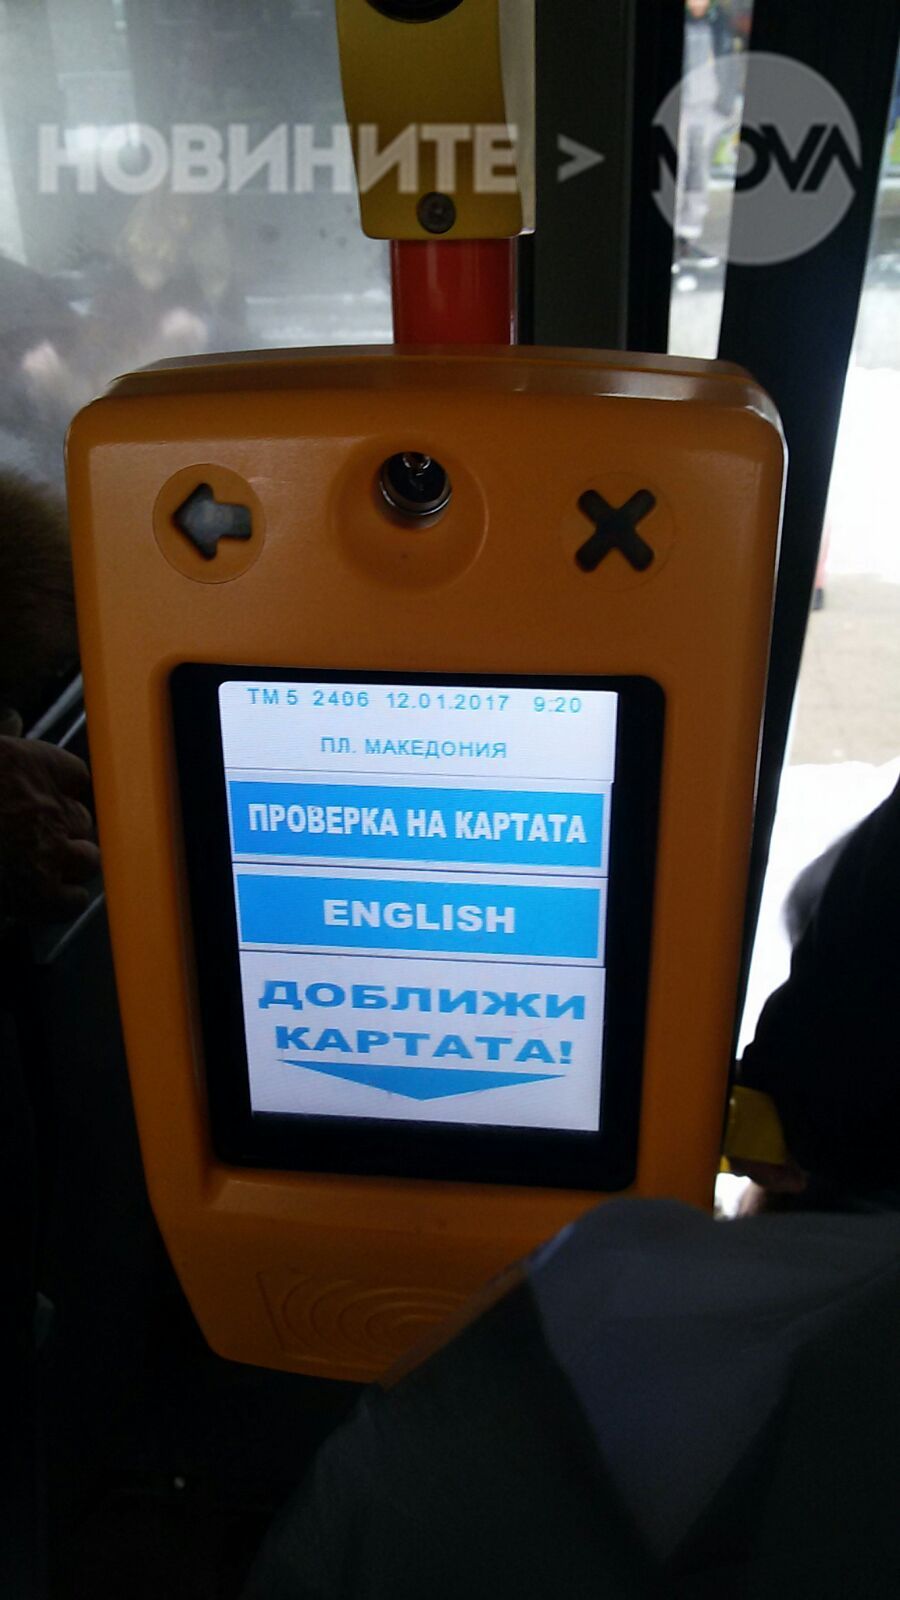 НОВИНИТЕ > NOVA
ТМ 5 2406 12.01.2017 9:20
ПЛ. МАКЕДОНИЯ
ПРОВЕРКА НА КАРТАТА
ENGLISH
ДОБЛИЖИ
КАРТАТА!